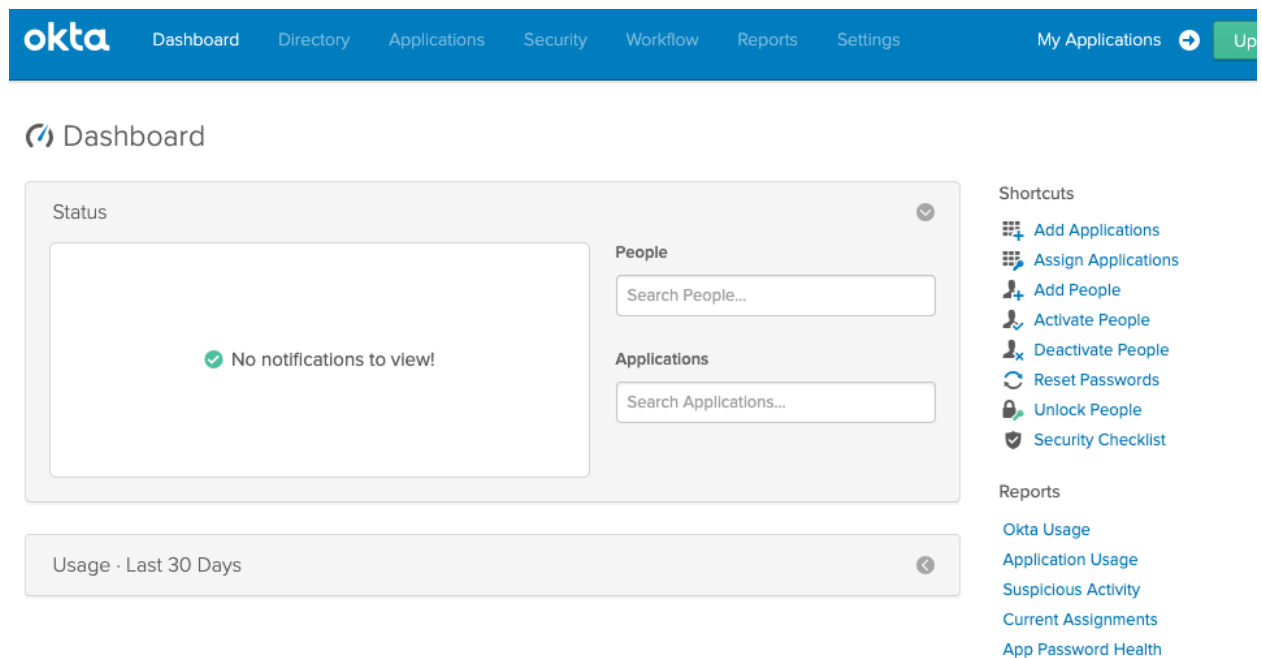 okta Dashboard Directory Applications Security Workflow Reports Settings My Applications Up
Dashboard
Status
No notifications to view!
People
Search People...
Applications
Search Applications...
Usage · Last 30 Days
Shortcuts
Add Applications
Assign Applications
Add People
Activate People
Deactivate People
Reset Passwords
Unlock People
Security Checklist
Reports
Okta Usage
Application Usage
Suspicious Activity
Current Assignments
App Password Health